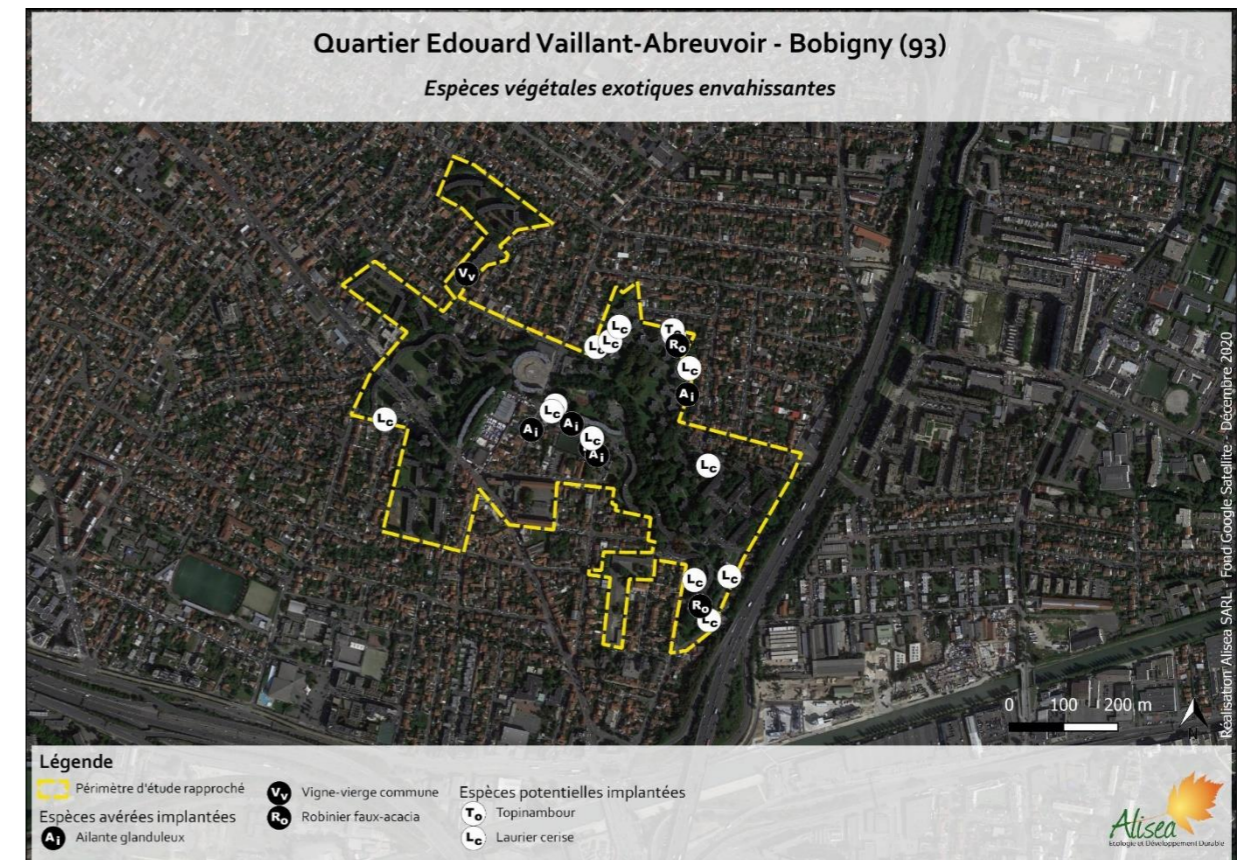 Quartier Edouard Vaillant-Abreuvoir - Bobigny (93)
Espèces végétales exotiques envahissantes
Vv
Lc
Lc
Lc
To
Ro
Lc
Ai
Lc
Lc
Ai
Ai
Lc
Ai
Lc
Lc
Lc
Ro
Lc
0 100 200 m
N
Réalisation Alisea SARL - Fond Google Satellite - Décembre 2020
Légende
Périmètre d'étude rapproché
Espèces avérées implantées
Ai Ailante glanduleux
Vv Vigne-vierge commune
Ro Robinier faux-acacia
Espèces potentielles implantées
To Topinambour
Lc Laurier cerise
Alisea
Ecologie et Développement Durable